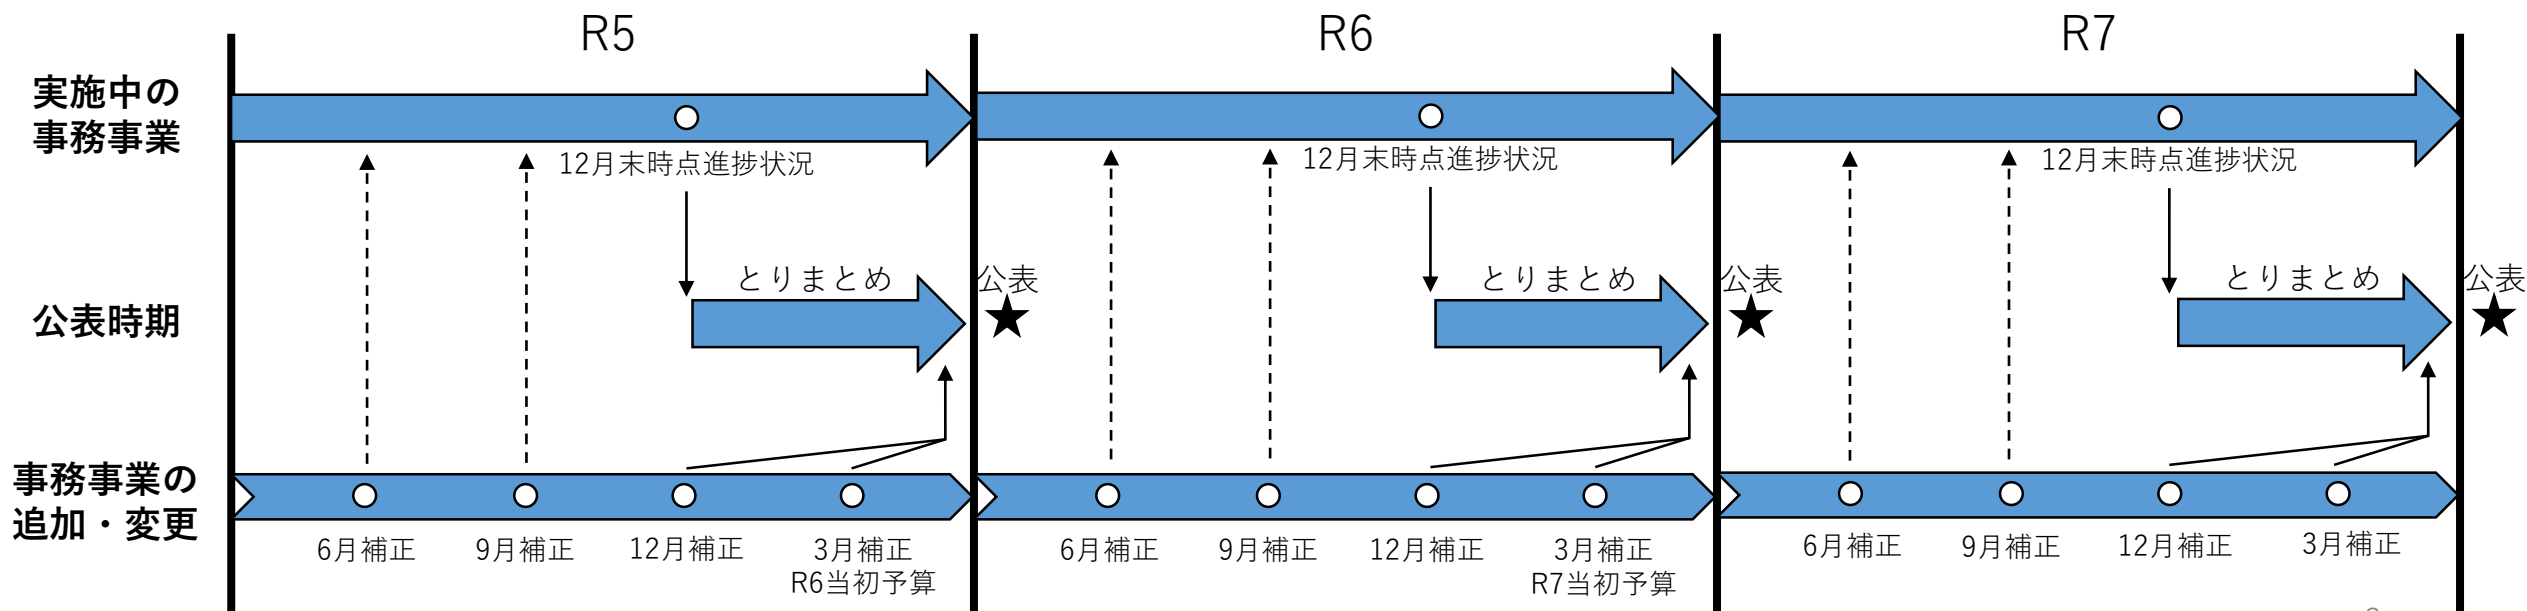 R5
R6
R7
実施中の
事務事業
12月末時点進捗状況
12月末時点進捗状況
12月末時点進捗状況
とりまとめ
公表
とりまとめ
公表
とりまとめ
公表
公表時期
事務事業の
追加・変更
6月補正
9月補正
12月補正
3月補正
R6当初予算
6月補正
9月補正
12月補正
3月補正
R7当初予算
6月補正
9月補正
12月補正
3月補正